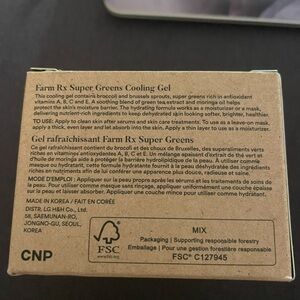 Farm Rx Super Greens Cooling Gel
This cooling gel contains broccoli and brussels sprouts, super greens rich in antioxidant
vitamins A, B, C and E. A soothing blend of green tea extract and moringa oil helps
protect the skin's moisture barrier. The hydrating formula works as a moisturizer or a mask,
delivering nutrient-rich ingredients to keep dehydrated skin looking softer, brighter, healthier.
TO USE: Apply to clean skin after serums and skin care treatments. To use as a leave-on mask,
apply a thick, even layer and let absorb into the skin. Apply a thin layer to use as a moisturizer.
Gel rafraîchissant Farm Rx Super Greens
Ce gel rafraîchissant contient du brocoli et des choux de Bruxelles, des superaliments verts
riches en vitamines antioxydantes A, B, C et E. Un mélange apaisant d'extrait de thé vert et
d'huile de moringa aide à protéger la barrière hydratante de la peau. À utiliser comme
masque ou hydratant, cette formule hydratante fournit des nutriments à la peau déshydratée
afin de lui conférer une apparence plus douce, radieuse et saine.
MODE D'EMPLOI : Appliquer sur la peau propre après les sérums et les traitements de soin de
la peau. Pour utiliser comme masque sans rinçage, appliquer uniformément une couche épaisse
sur la peau et laisser absorber. Appliquer une mince couche pour utiliser comme hydratant.
MADE IN KOREA / FAIT EN CORÉE
DISTR. LG H&H Co., LTD.
58, SAEMUNAN-RO,
JONGNO-GU, SEOUL,
KOREA
CNP
FSC
www.fsc.org
MIX
Packaging | Supporting responsible forestry
Emballage | Pour une gestion forestière responsable
FSC® C127945